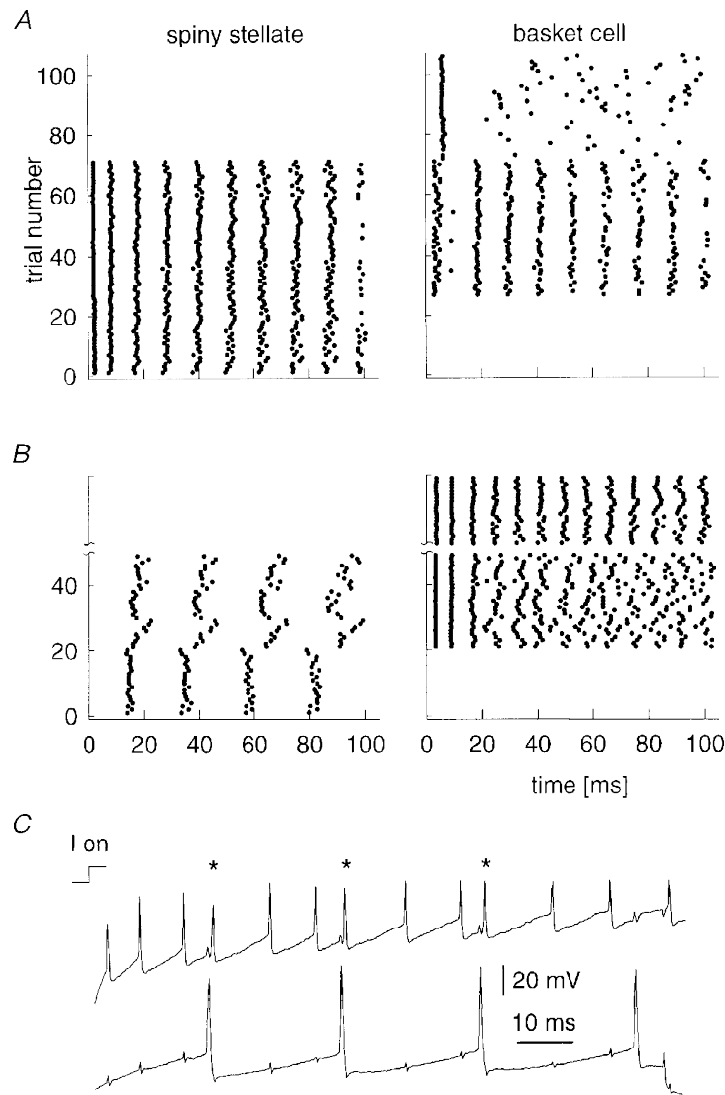 A
spiny stellate
basket cell
100
80
60
40
20
0
trial number
B
40
20
0
0 20 40 60 80 100
0 20 40 60 80 100
time [ms]
C
I on
* * *
20 mV
10 ms